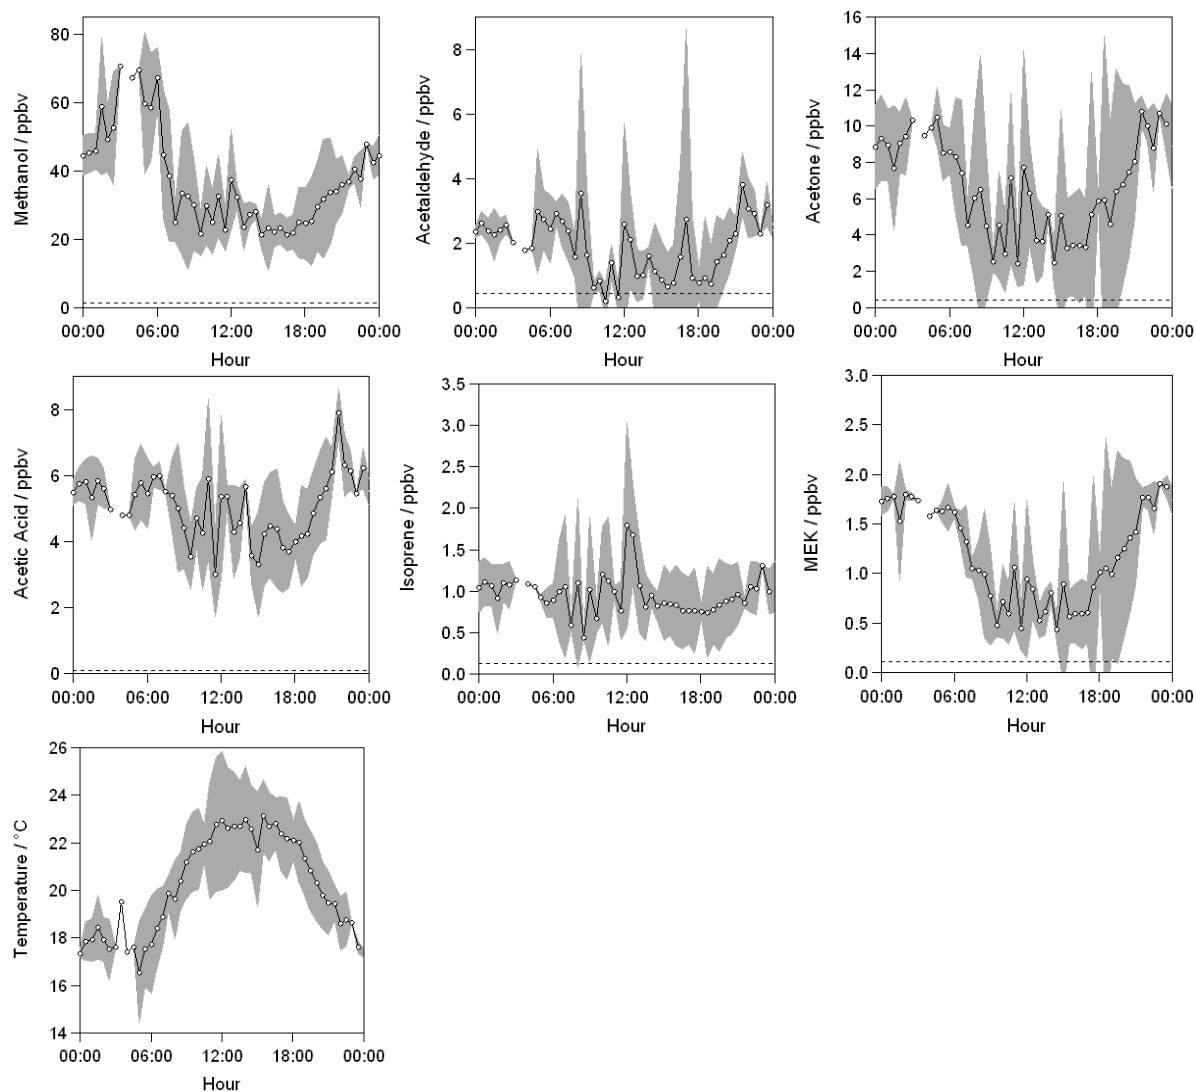 Methanol / ppbv
80
60
40
20
0
00:00 06:00 12:00 18:00 00:00
Hour
Acetaldehyde / ppbv
8
6
4
2
0
00:00 06:00 12:00 18:00 00:00
Hour
Acetone / ppbv
16
14
12
10
8
6
4
2
0
00:00 06:00 12:00 18:00 00:00
Hour
Acetic Acid / ppbv
8
6
4
2
0
00:00 06:00 12:00 18:00 00:00
Hour
Isoprene / ppbv
3.5
3.0
2.5
2.0
1.5
1.0
0.5
0.0
00:00 06:00 12:00 18:00 00:00
Hour
MEK / ppbv
3.0
2.5
2.0
1.5
1.0
0.5
0.0
00:00 06:00 12:00 18:00 00:00
Hour
Temperature / °C
26
24
22
20
18
16
14
00:00 06:00 12:00 18:00 00:00
Hour